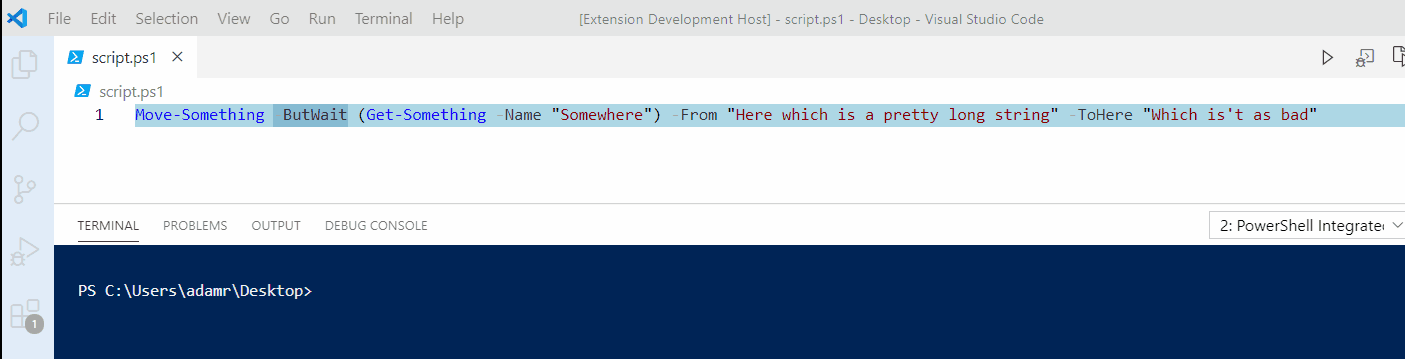 File Edit Selection View Go Run Terminal Help [Extension Development Host] - script.ps1 - Desktop - Visual Studio Code
script.ps1
script.ps1
1 Move-Something ButWait (Get-Something -Name "Somewhere") -From "Here which is a pretty long string" -ToHere "Which is't as bad"
TERMINAL PROBLEMS OUTPUT DEBUG CONSOLE 2: PowerShell Integrate
PS C:\Users\adamr\Desktop>
1